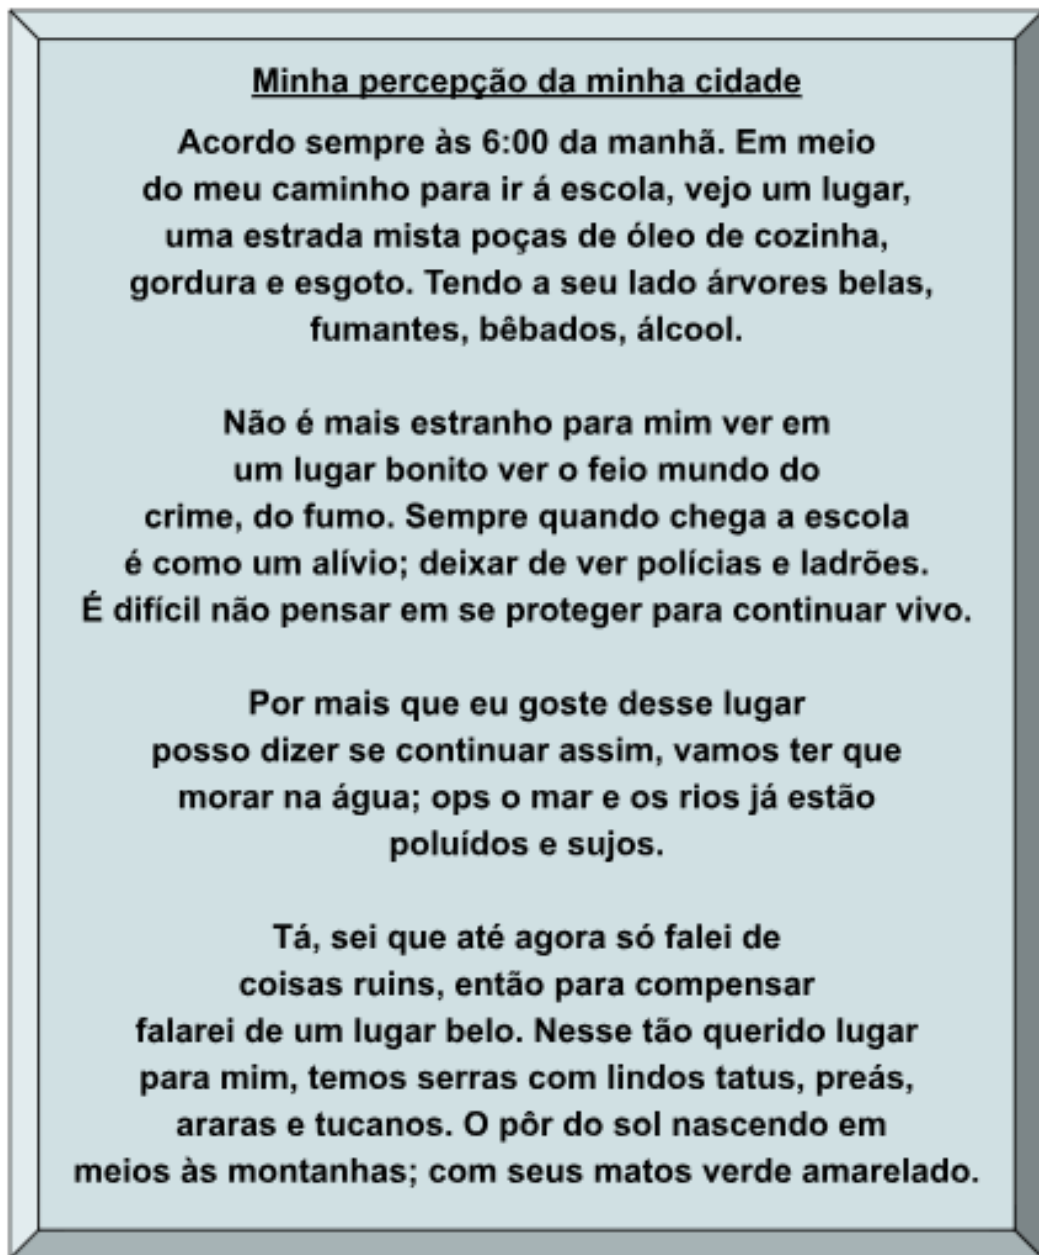 Minha percepção da minha cidade
Acordo sempre às 6:00 da manhã. Em meio
do meu caminho para ir á escola, vejo um lugar,
uma estrada mista poças de óleo de cozinha,
gordura e esgoto. Tendo a seu lado árvores belas,
fumantes, bêbados, álcool.
Não é mais estranho para mim ver em
um lugar bonito ver o feio mundo do
crime, do fumo. Sempre quando chega a escola
é como um alívio; deixar de ver polícias e ladrões.
É difícil não pensar em se proteger para continuar vivo.
Por mais que eu goste desse lugar
posso dizer se continuar assim, vamos ter que
morar na água; ops o mar e os rios já estão
poluídos e sujos.
Tá, sei que até agora só falei de
coisas ruins, então para compensar
falarei de um lugar belo. Nesse tão querido lugar
para mim, temos serras com lindos tatus, preás,
araras e tucanos. O pôr do sol nascendo em
meios às montanhas; com seus matos verde amarelado.